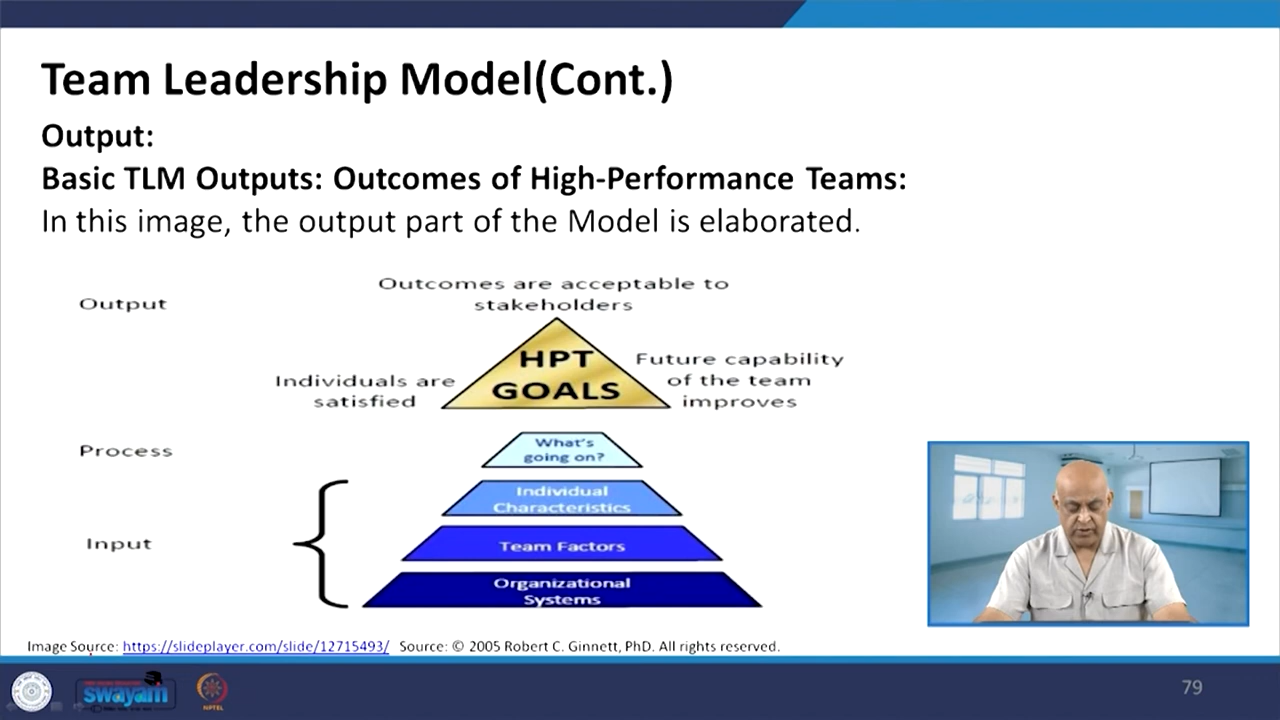 Team Leadership Model(Cont.)
Output:
Basic TLM Outputs: Outcomes of High-Performance Teams:
In this image, the output part of the Model is elaborated.
Output
Outcomes are acceptable to
stakeholders
HPT
GOALS
Individuals are
satisfied
Future capability
of the team
improves
Process
What's
going on?
Input
Individual
Characteristics
Team Factors
Organizational
Systems
Image Source: https://slideplayer.com/slide/12715493/ Source: © 2005 Robert C. Ginnett, PhD. All rights reserved.
swayam
NPTEL
79